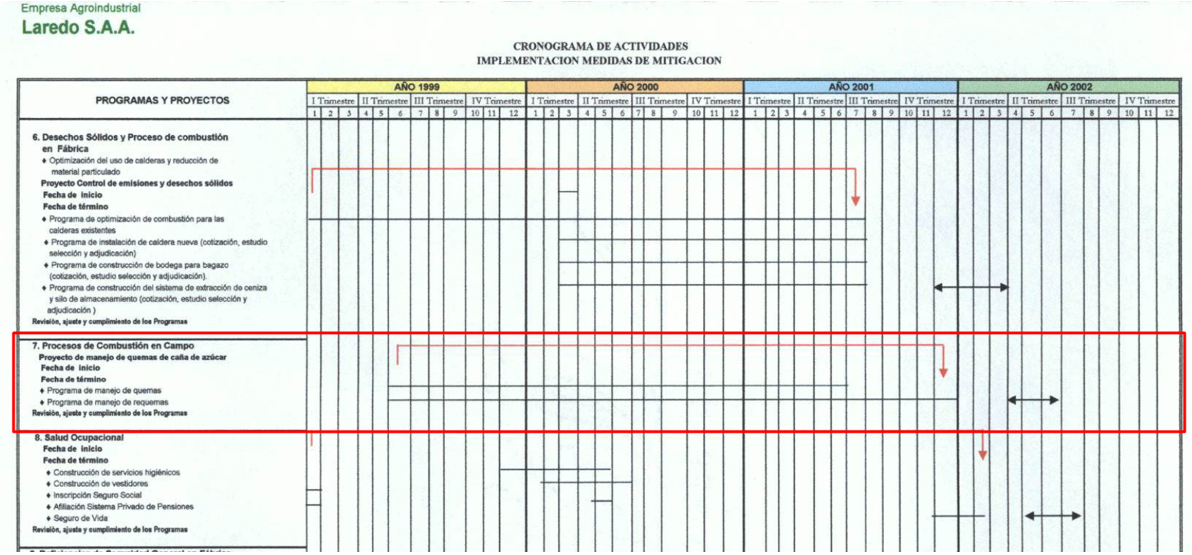 Empresa Agroindustrial
Laredo S.A.A.
CRONOGRAMA DE ACTIVIDADES
IMPLEMENTACION MEDIDAS DE MITIGACION
PROGRAMAS Y PROYECTOS
AÑO 1999 AÑO 2000 AÑO 2001 AÑO 2002
I Trimestre II Trimestre III Trimestre IV Trimestre I Trimestre II Trimestre III Trimestre IV Trimestre I Trimestre II Trimestre III Trimestre IV Trimestre I Trimestre II Trimestre III Trimestre IV Trimestre
1 2 3 4 5 6 7 8 9 10 11 12 1 2 3 4 5 6 7 8 9 10 11 12 1 2 3 4 5 6 7 8 9 10 11 12 1 2 3 4 5 6 7 8 9 10 11 12
6. Desechos Sólidos y Proceso de combustión
en Fábrica
♦ Optimización del uso de calderas y reducción de
material particulado
Proyecto Control de emisiones y desechos sólidos
Fecha de inicio
Fecha de término
♦ Programa de optimización de combustión para las
calderas existentes
♦ Programa de instalación de caldera nueva (cotización, estudio
selección y adjudicación)
♦ Programa de construcción de bodega para bagazo
(cotización, estudio selección y adjudicación).
♦ Programa de construcción del sistema de extracción de ceniza
y silo de almacenamiento (cotización, estudio selección y
adjudicación )
Revisión, ajuste y cumplimiento de los Programas
7. Procesos de Combustión en Campo
Proyecto de manejo de quemas de caña de azúcar
Fecha de inicio
Fecha de término
♦ Programa de manejo de quemas
♦ Programa de manejo de requemas
Revisión, ajuste y cumplimiento de los Programas
8. Salud Ocupacional
Fecha de inicio
Fecha de término
♦ Construcción de servicios higiénicos
♦ Construcción de vestidores
♦ Inscripción Seguro Social
♦ Afiliación Sistema Privado de Pensiones
♦ Seguro de Vida
Revisión, ajuste y cumplimiento de los Programas